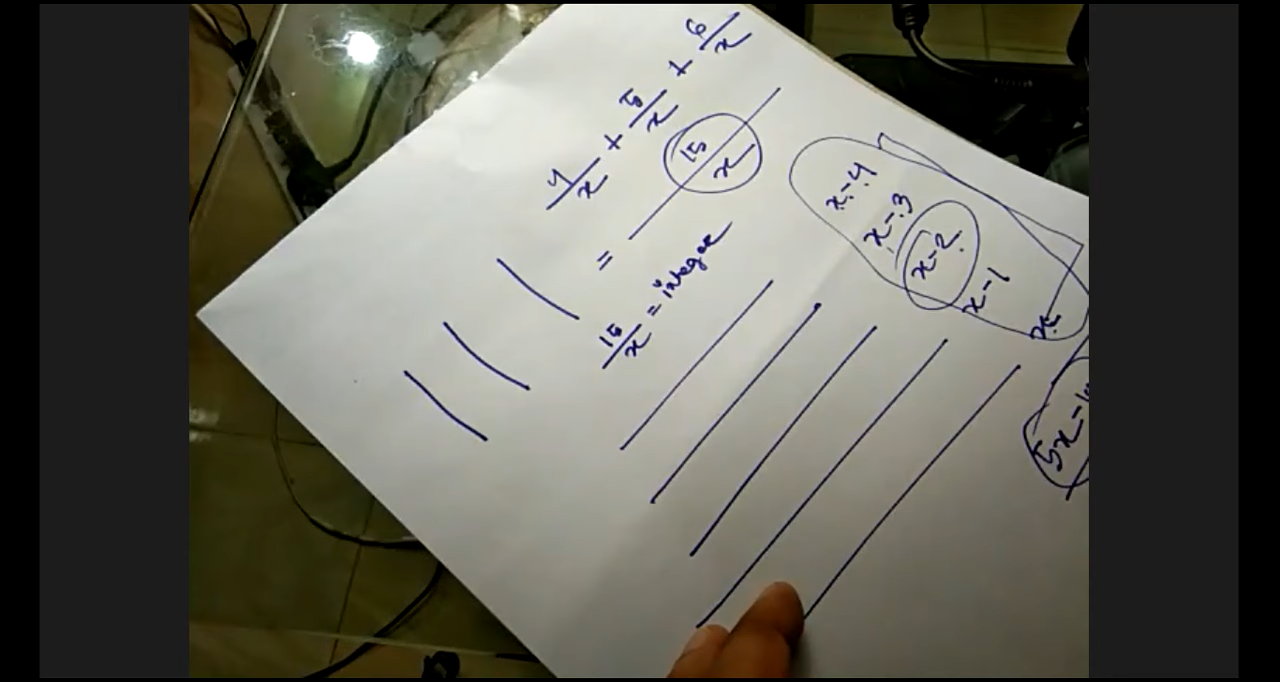 4/x + 5/x + 6/x
= 15/x
15/x = integer
x-4
x-3
x-2
x-1
x
5x-1